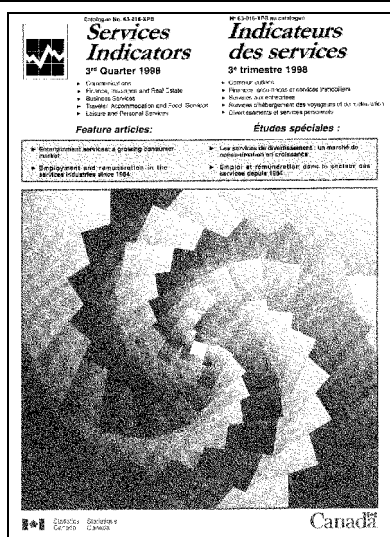 Catalogue No. 63-016-XPB
Services
Indicators
3rd Quarter 1998
Communications
Finance, Insurance and Real Estate
Business Services
Traveller Accommodation and Food Services
Leisure and Personal Services
Feature articles:
Entertainment services: a growing consumer
market
Employment and remuneration in the
services industries since 1984
N° 63-016-XPB au catalogue
Indicateurs
des services
3e trimestre 1998
Communications
Finances, assurances et services immobiliers
Services aux entreprises
Services d'hébergement des voyageurs et de restauration
Divertissements et services personnels
Études spéciales :
Les services de divertissement : un marché de
consommation en croissance
Emploi et rémunération dans le secteur des
services depuis 1984
Statistics Canada
Statistique Canada
Canada